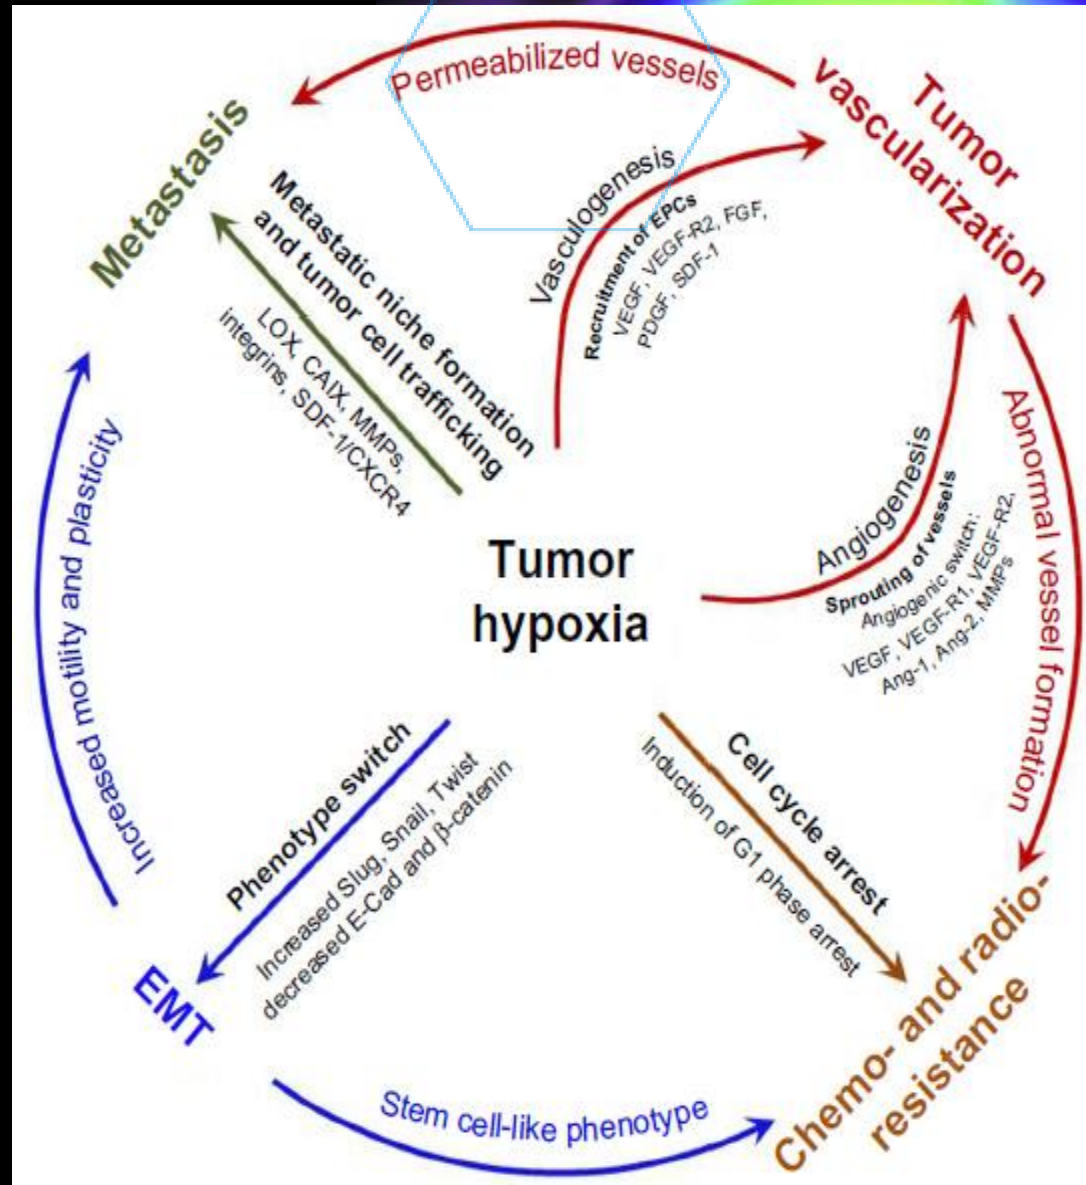 Permeabilized vessels
Tumor
vascularization
Metastasis
Metastatic niche formation
and tumor cell trafficking
LOX, CAIX, MMPs,
integrins, SDF-1/CXCR4
Vasculogenesis
Recruitment of EPCs
VEGF, VEGF-R2, FGF,
PDGF, SDF-1
Angiogenesis
Sprouting of vessels
Angiogenic switch:
VEGF, VEGF-R1, VEGF-R2,
Ang-1, Ang-2, MMPs
Abnormal vessel formation
Tumor
hypoxia
Increased motility and plasticity
Phenotype switch
Increased Slug, Snail, Twist
decreased E-Cad and β-catenin
Cell cycle arrest
Induction of G1 phase arrest
EMT
Stem cell-like phenotype
Chemo- and radio-
resistance